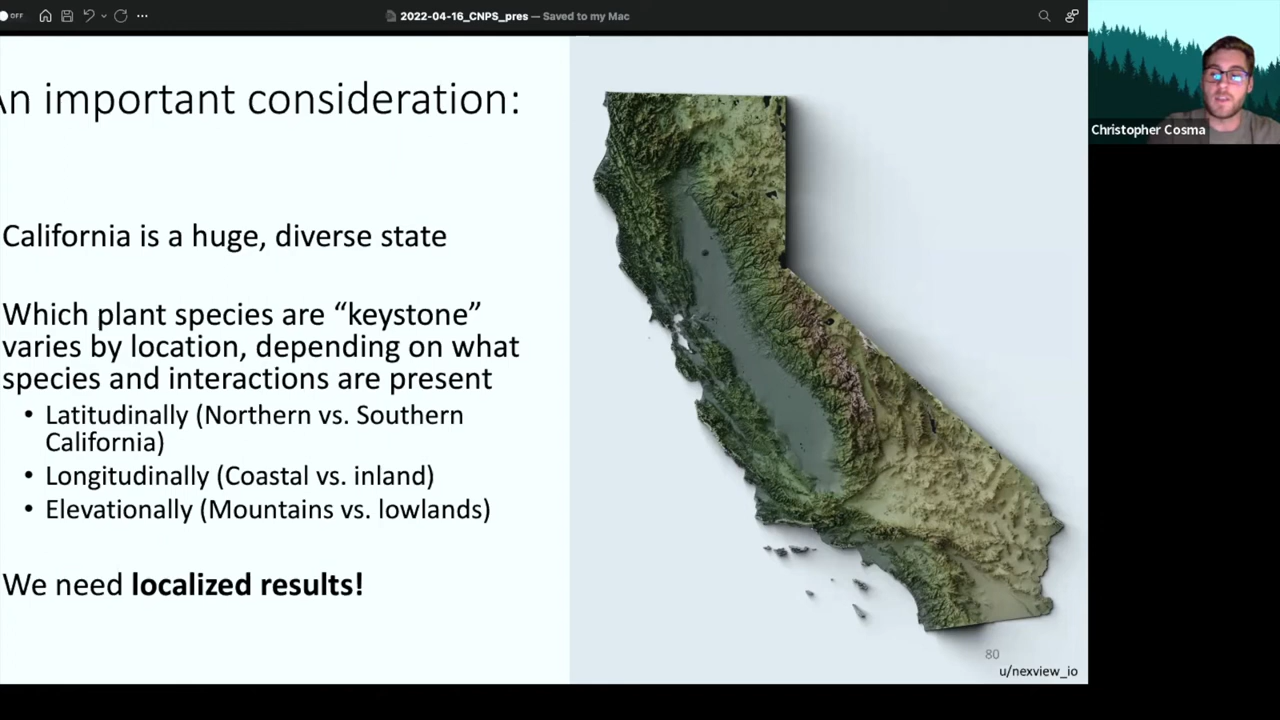 OFF
2022-04-16_CNPS_pres — Saved to my Mac
An important consideration:
Christopher Cosma
California is a huge, diverse state
Which plant species are “keystone”
varies by location, depending on what
species and interactions are present
• Latitudinally (Northern vs. Southern
California)
• Longitudinally (Coastal vs. inland)
• Elevationally (Mountains vs. lowlands)
We need localized results!
80
u/nexview_io